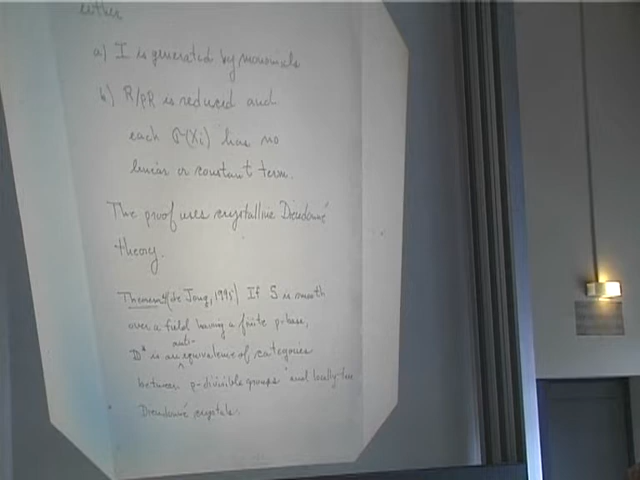 either
a) I is generated by monomials
b) R/pR is reduced and
each σ(Xi) has no
linear or constant term.
The proof uses crystalline Dieudonné
theory.
Theorem (de Jong, 1995) If S is smooth
over a field having a finite p-base,
anti-
D* is an equivalence of categories
between p-divisible groups and locally-free
Dieudonné crystals.